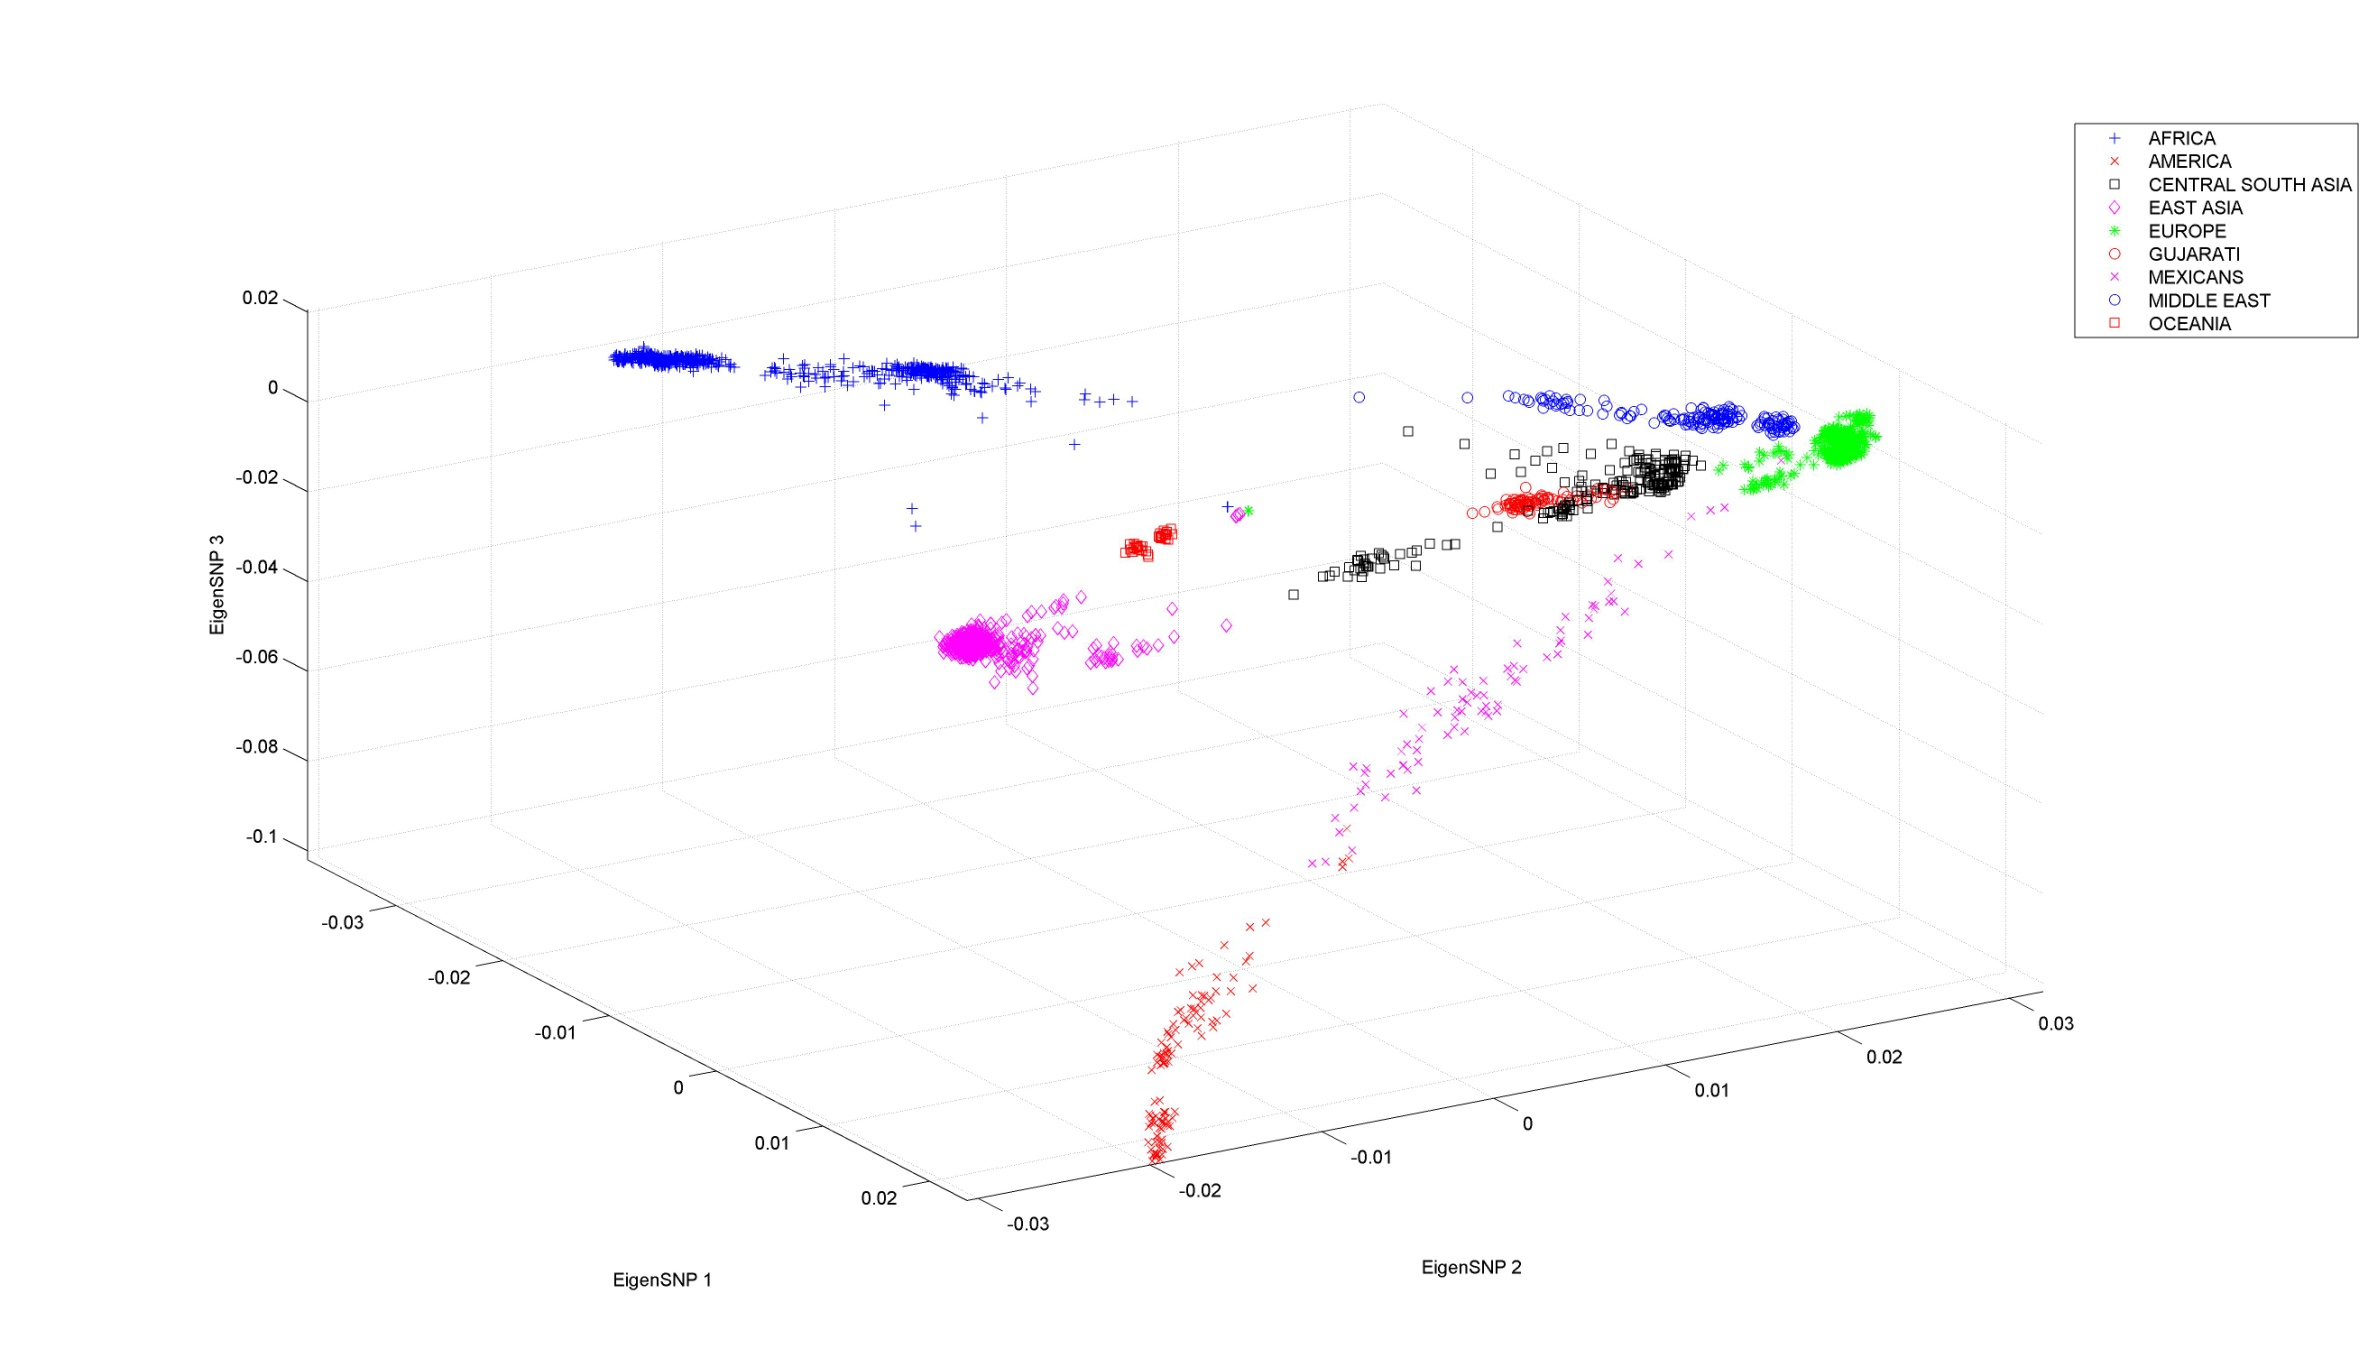 AFRICA
AMERICA
CENTRAL SOUTH ASIA
EAST ASIA
EUROPE
GUJARATI
MEXICANS
MIDDLE EAST
OCEANIA
0.02
0
-0.02
-0.04
-0.06
-0.08
-0.1
EigenSNP 3
-0.03
-0.02
-0.01
0
0.01
0.02
EigenSNP 1
-0.03
-0.02
-0.01
0
0.01
0.02
0.03
EigenSNP 2